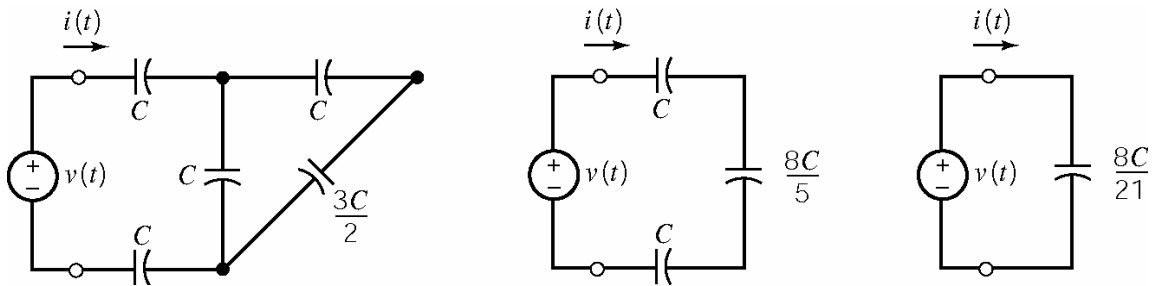 i(t)
C
C
+
−
v(t)
C
3C/2
C
i(t)
C
+
−
v(t)
8C/5
C
i(t)
+
−
v(t)
8C/21